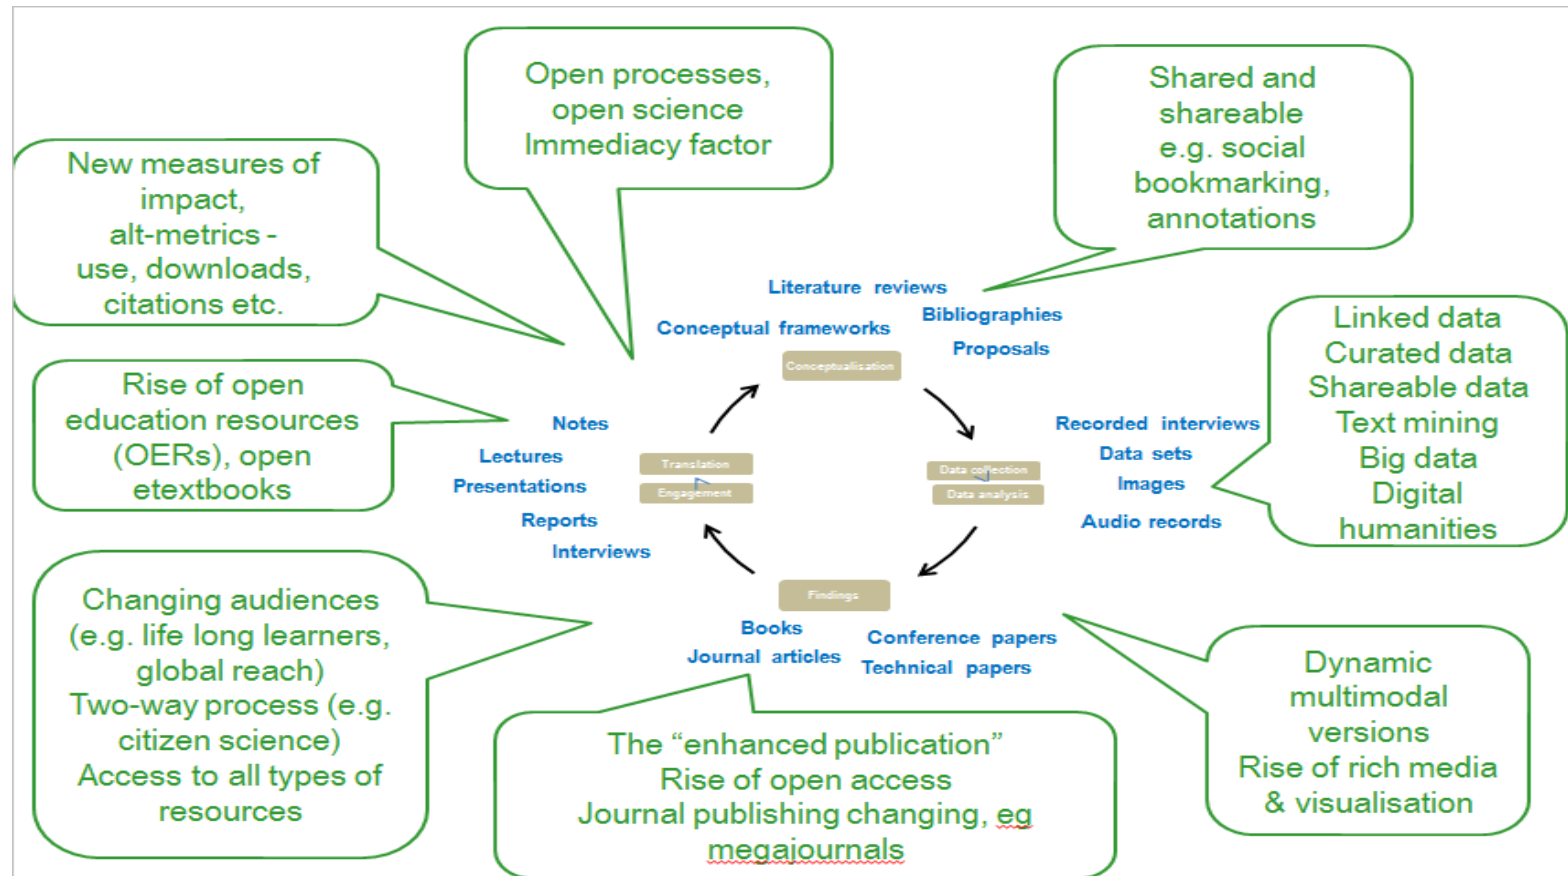 Open processes,
open science
Immediacy factor
Shared and
shareable
e.g. social
bookmarking,
annotations
New measures of
impact,
alt-metrics -
use, downloads,
citations etc.
Literature reviews
Bibliographies
Conceptual frameworks
Proposals
Conceptualisation
Linked data
Curated data
Shareable data
Text mining
Big data
Digital
humanities
Rise of open
education resources
(OERs), open
etextbooks
Notes
Lectures
Presentations
Reports
Interviews
Translation
Engagement
Data collection
Data analysis
Recorded interviews
Data sets
Images
Audio records
Findings
Books
Journal articles
Conference papers
Technical papers
Changing audiences
(e.g. life long learners,
global reach)
Two-way process (e.g.
citizen science)
Access to all types of
resources
The “enhanced publication”
Rise of open access
Journal publishing changing, eg
megajournals
Dynamic
multimodal
versions
Rise of rich media
& visualisation